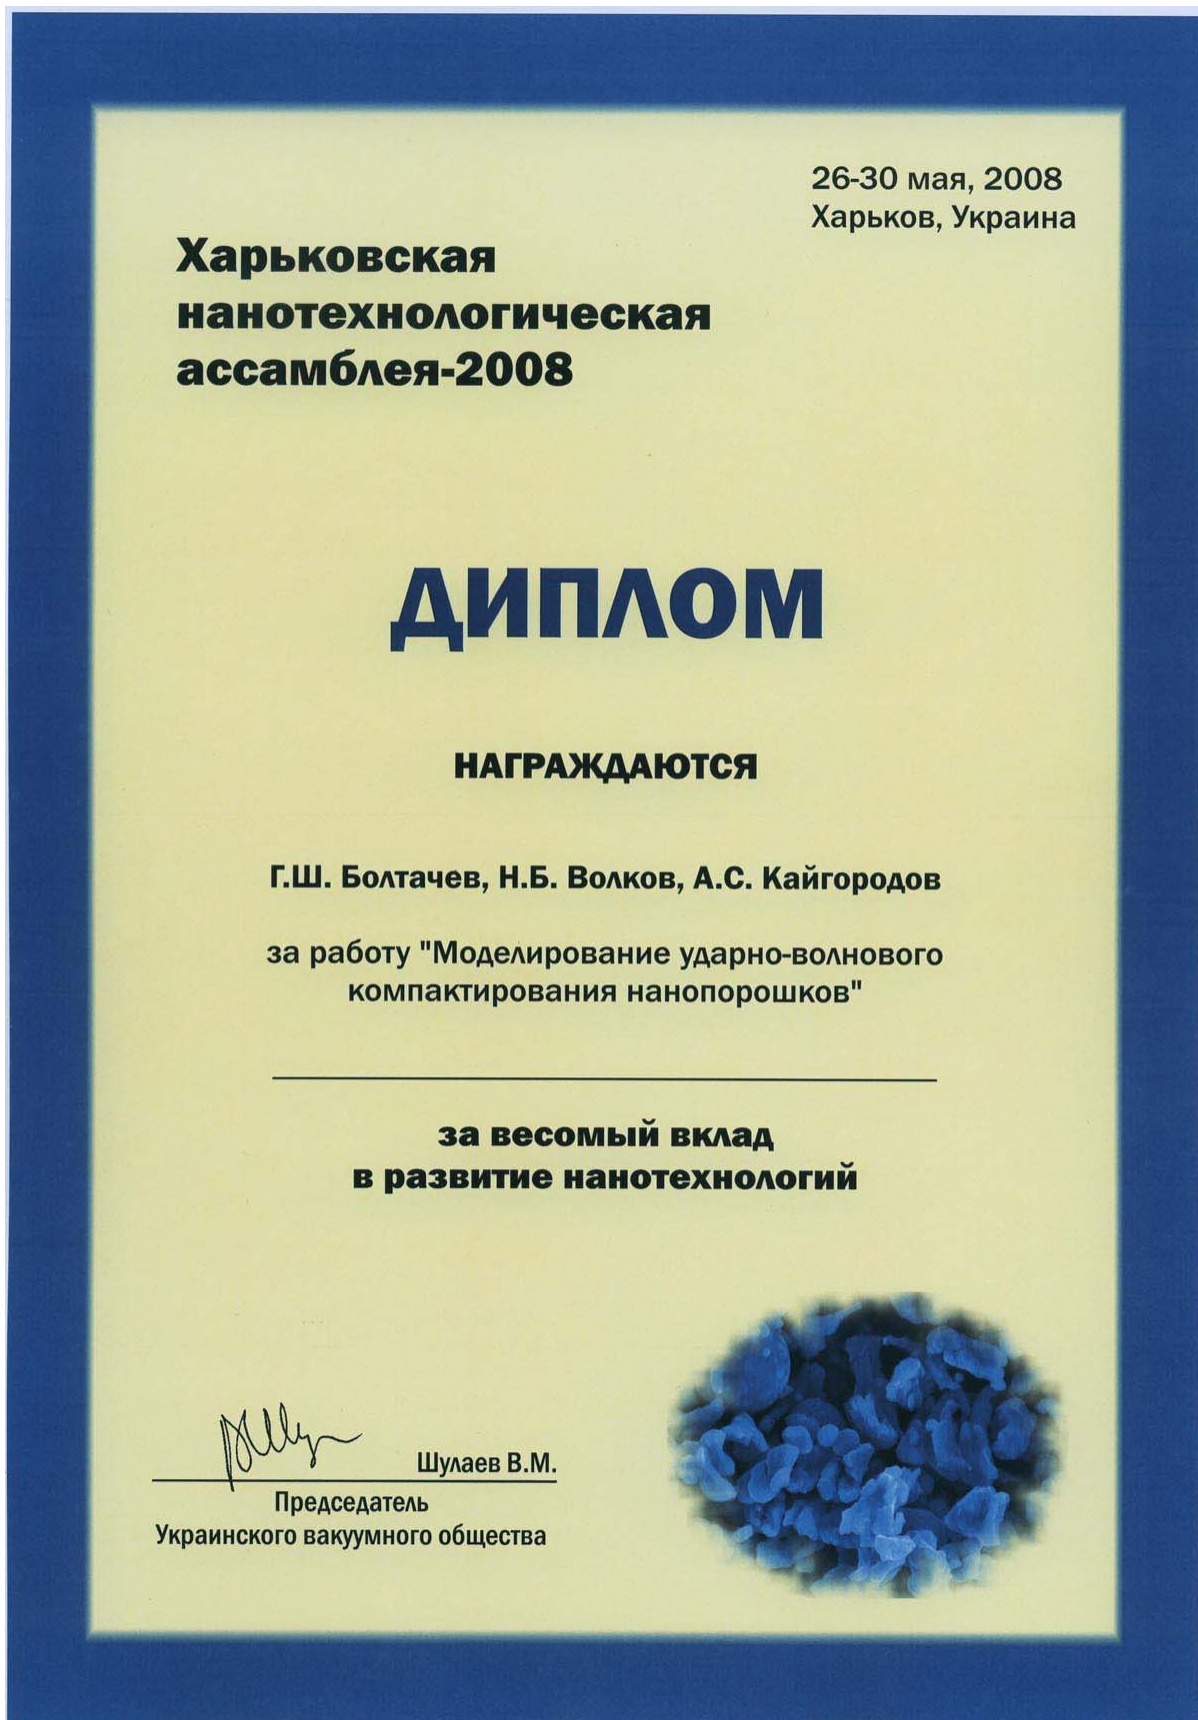 26-30 мая, 2008
Харьков, Украина
Харьковская
нанотехнологическая
ассамблея-2008
ДИПЛОМ
НАГРАЖДАЮТСЯ
Г.Ш. Болтачев, Н.Б. Волков, А.С. Кайгородов
за работу "Моделирование ударно-волнового
компактирования нанопорошков"
за весомый вклад
в развитие нанотехнологий
Шулаев В.М.
Председатель
Украинского вакуумного общества